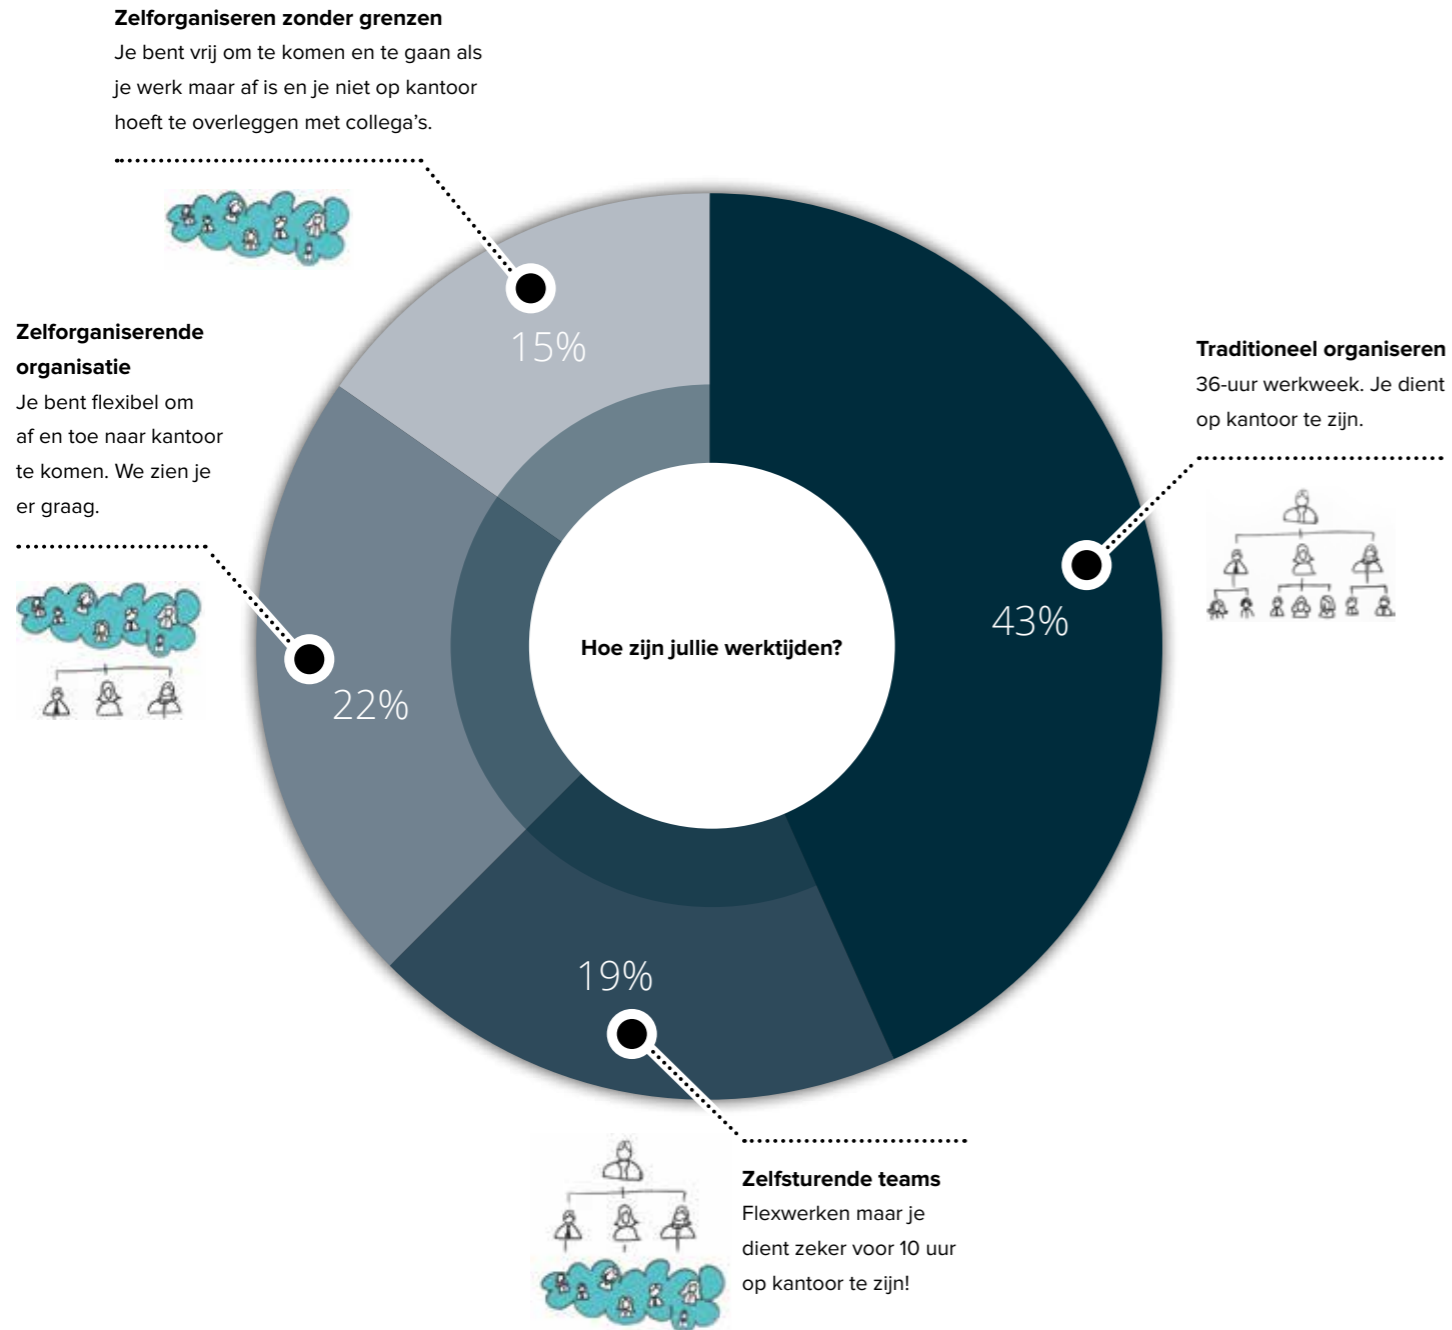 Zelforganiseren zonder grenzen
Je bent vrij om te komen en te gaan als
je werk maar af is en je niet op kantoor
hoeft te overleggen met collega’s.
15%
Zelforganiserende
organisatie
Je bent flexibel om
af en toe naar kantoor
te komen. We zien je
er graag.
22%
Hoe zijn jullie werktijden?
Traditioneel organiseren
36-uur werkweek. Je dient
op kantoor te zijn.
43%
19%
Zelfsturende teams
Flexwerken maar je
dient zeker voor 10 uur
op kantoor te zijn!